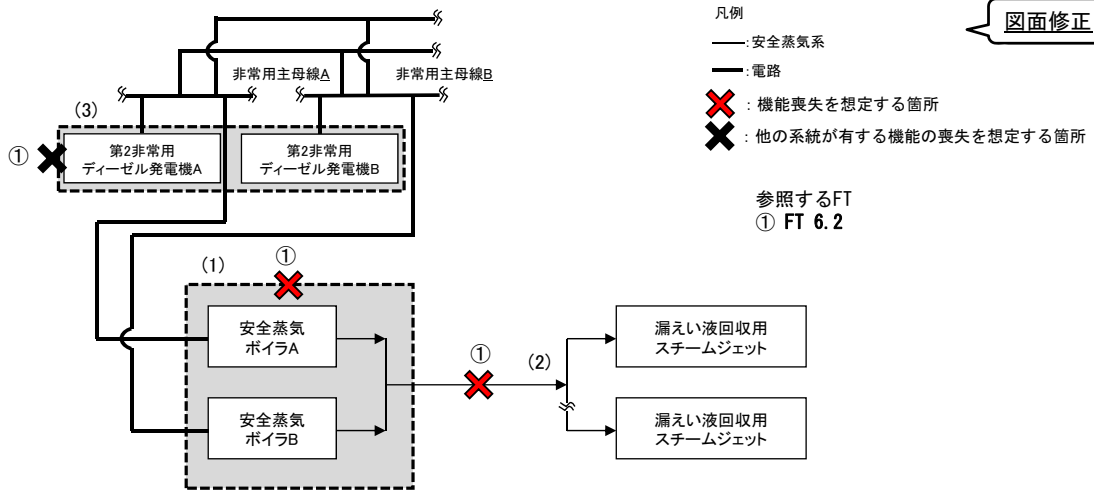 凡例
図面修正
—:安全蒸気系
—:電路
: 機能喪失を想定する箇所
: 他の系統が有する機能の喪失を想定する箇所
参照するFT
① FT 6.2
非常用主母線A
非常用主母線B
(3)
①
第2非常用
ディーゼル発電機A
第2非常用
ディーゼル発電機B
(1)
①
安全蒸気
ボイラA
安全蒸気
ボイラB
①
(2)
漏えい液回収用
スチームジェット
漏えい液回収用
スチームジェット